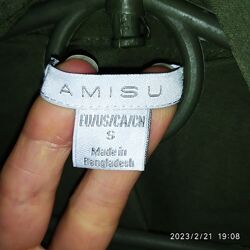 AMISU
EU/US/CA/CN
S
Made in
Bangladesh
2023/2/21 19:08